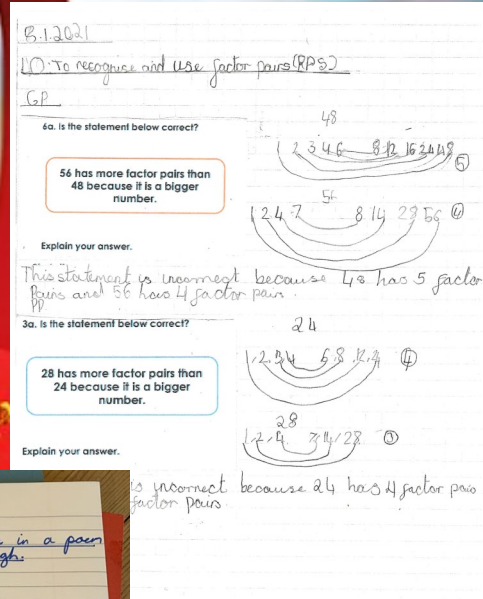 5.1.2021
LO: To recognise and use factor pairs (RPS)
GP
6a. Is the statement below correct?
56 has more factor pairs than
48 because it is a bigger
number.
48
1 2 3 4 6 8 12 16 24 48
5
56
1 2 4 7 8 14 28 56
4
Explain your answer.
This statement is incorrect because 48 has 5 factor
pairs and 56 has 4 factor pairs.
PP
3a. Is the statement below correct?
28 has more factor pairs than
24 because it is a bigger
number.
24
1, 2, 3, 4 6, 8, 12, 24
4
28
1, 2, 4, 7, 14, 28
3
Explain your answer.
is incorrect because 24 has 4 factor pairs
factor pairs.
in a poem
gh.